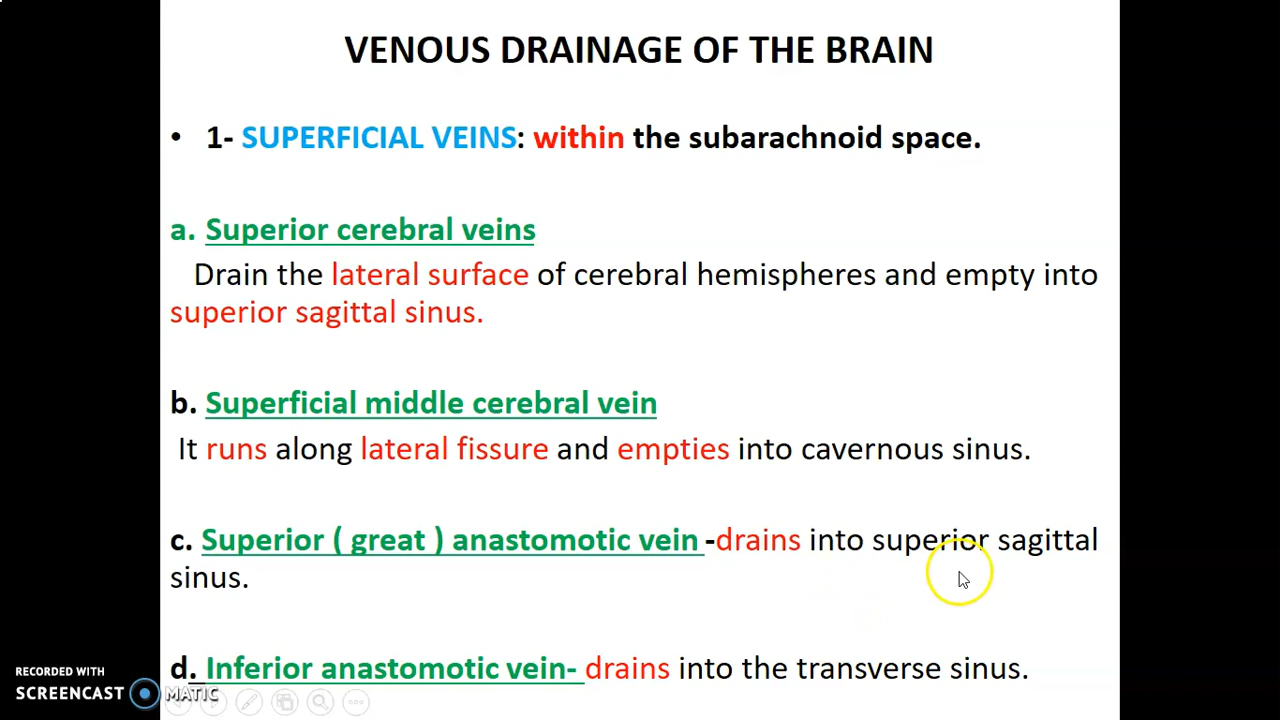 VENOUS DRAINAGE OF THE BRAIN
• 1- SUPERFICIAL VEINS: within the subarachnoid space.
a. Superior cerebral veins
Drain the lateral surface of cerebral hemispheres and empty into
superior sagittal sinus.
b. Superficial middle cerebral vein
It runs along lateral fissure and empties into cavernous sinus.
c. Superior ( great ) anastomotic vein -drains into superior sagittal
sinus.
d. Inferior anastomotic vein- drains into the transverse sinus.
RECORDED WITH
SCREENCAST MATIC